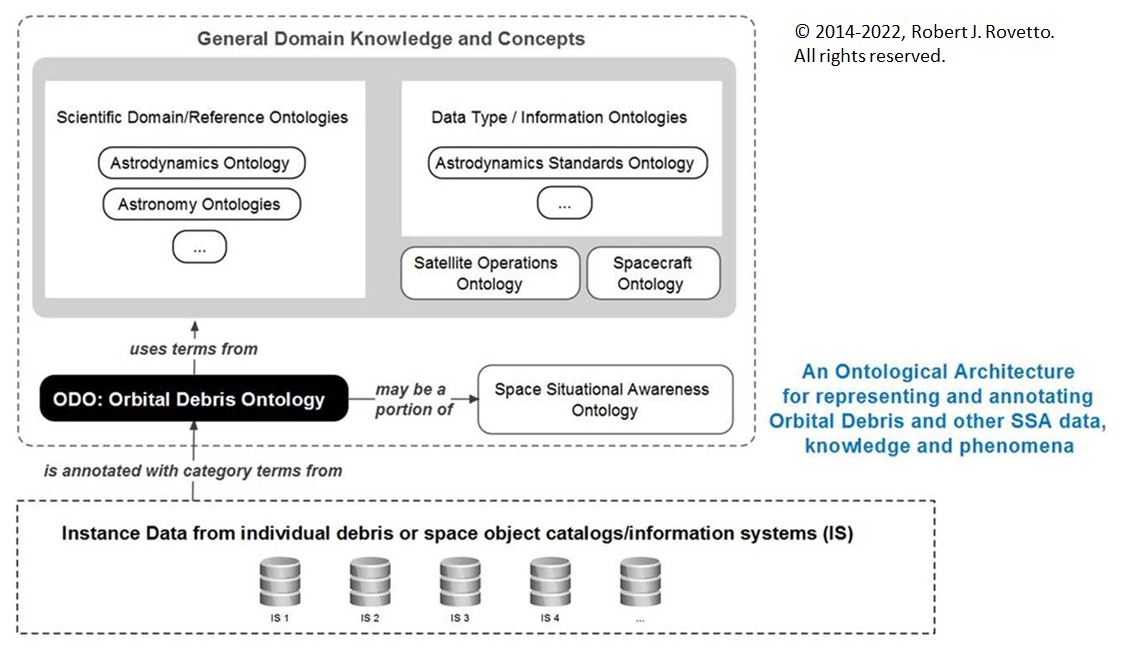 © 2014-2022, Robert J. Rovetto.
All rights reserved.
General Domain Knowledge and Concepts
Scientific Domain/Reference Ontologies
Astrodynamics Ontology
Astronomy Ontologies
...
Data Type / Information Ontologies
Astrodynamics Standards Ontology
...
Satellite Operations
Ontology
Spacecraft
Ontology
uses terms from
ODO: Orbital Debris Ontology
may be a
portion of
Space Situational Awareness
Ontology
An Ontological Architecture
for representing and annotating
Orbital Debris and other SSA data,
knowledge and phenomena
is annotated with category terms from
Instance Data from individual debris or space object catalogs/information systems (IS)
IS 1
IS 2
IS 3
IS 4
...